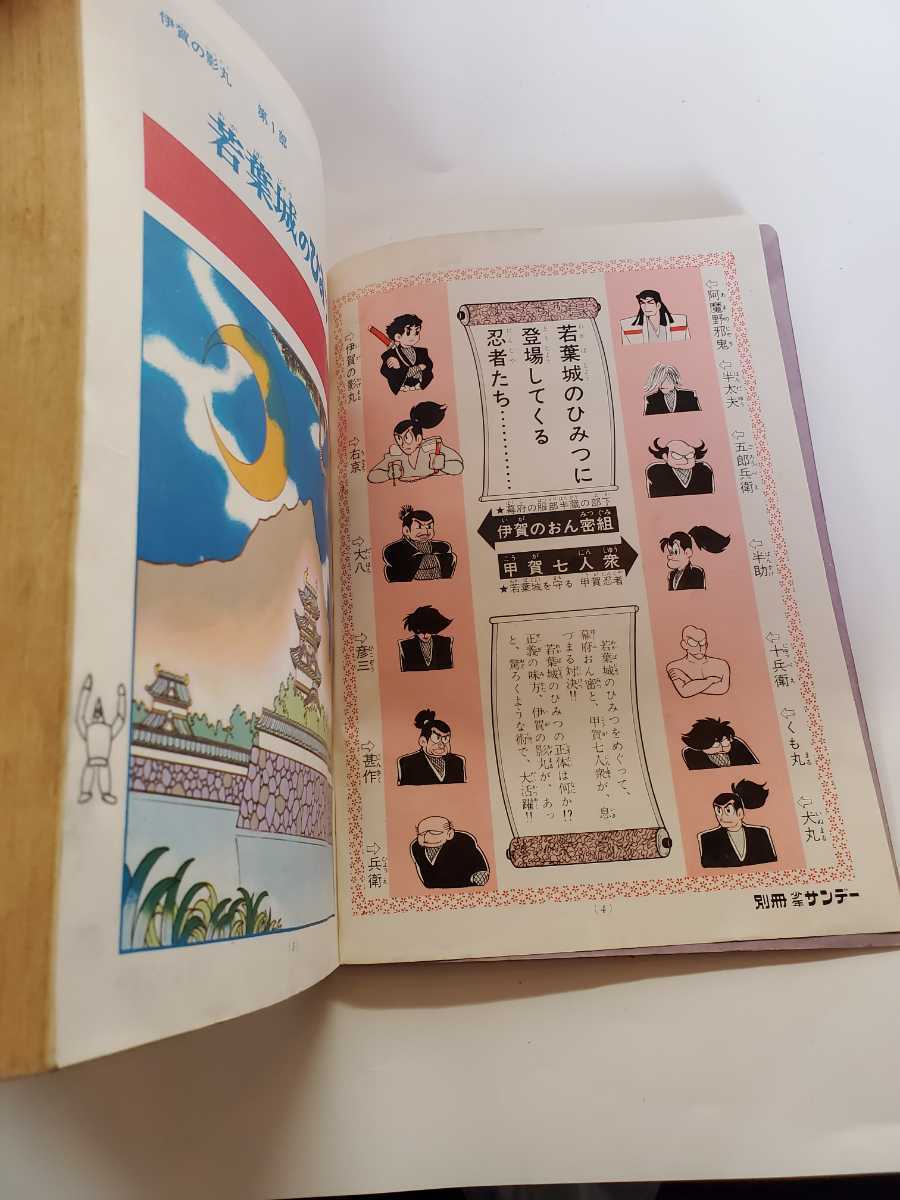 伊賀の影丸　第1部
若葉城のひ
若葉城のひみつに
登場してくる
忍者たち…………
⇦阿魔野邪鬼
⇦半太夫
⇦五郎兵衛
⇦半助
⇨十兵衛
⇦くも丸
⇦犬丸
⇨伊賀の影丸
⇨右京
⇨大八
⇨彦三
⇨甚作
⇨兵衛
★幕府の服部半蔵の部下
伊賀のおん密組
甲賀七人衆
★若葉城を守る 甲賀忍者
若葉城のひみつをめぐって、
幕府おん密と、甲賀七人衆が、息
づまる対決!!
若葉城のひみつの正体は何か!?
正義の味方、伊賀の影丸が、あっ
と、驚ろくような術で、大活躍!!
(4)
別冊 少年 サンデー